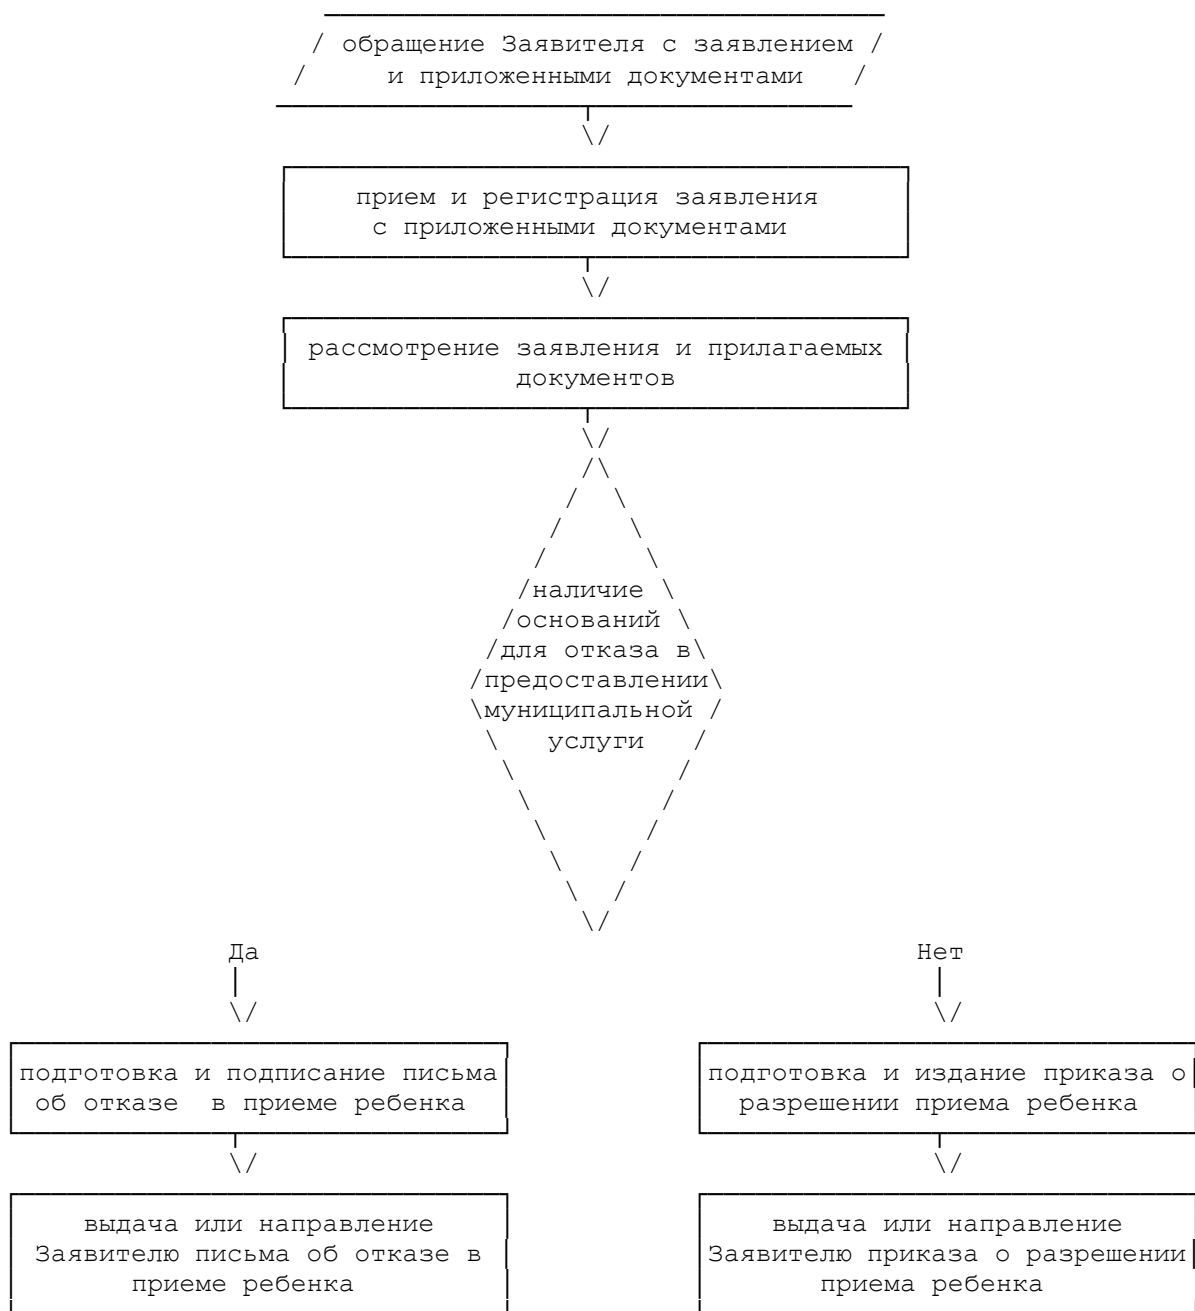 обращение Заявителя с заявлением
и приложенными документами
прием и регистрация заявления
с приложенными документами
рассмотрение заявления и прилагаемых
документов
наличие
оснований
для отказа в
предоставлении
муниципальной
услуги
Да
Нет
подготовка и подписание письма
об отказе в приеме ребенка
подготовка и издание приказа о
разрешении приема ребенка
выдача или направление
Заявителю письма об отказе в
приеме ребенка
выдача или направление
Заявителю приказа о разрешении
приема ребенка